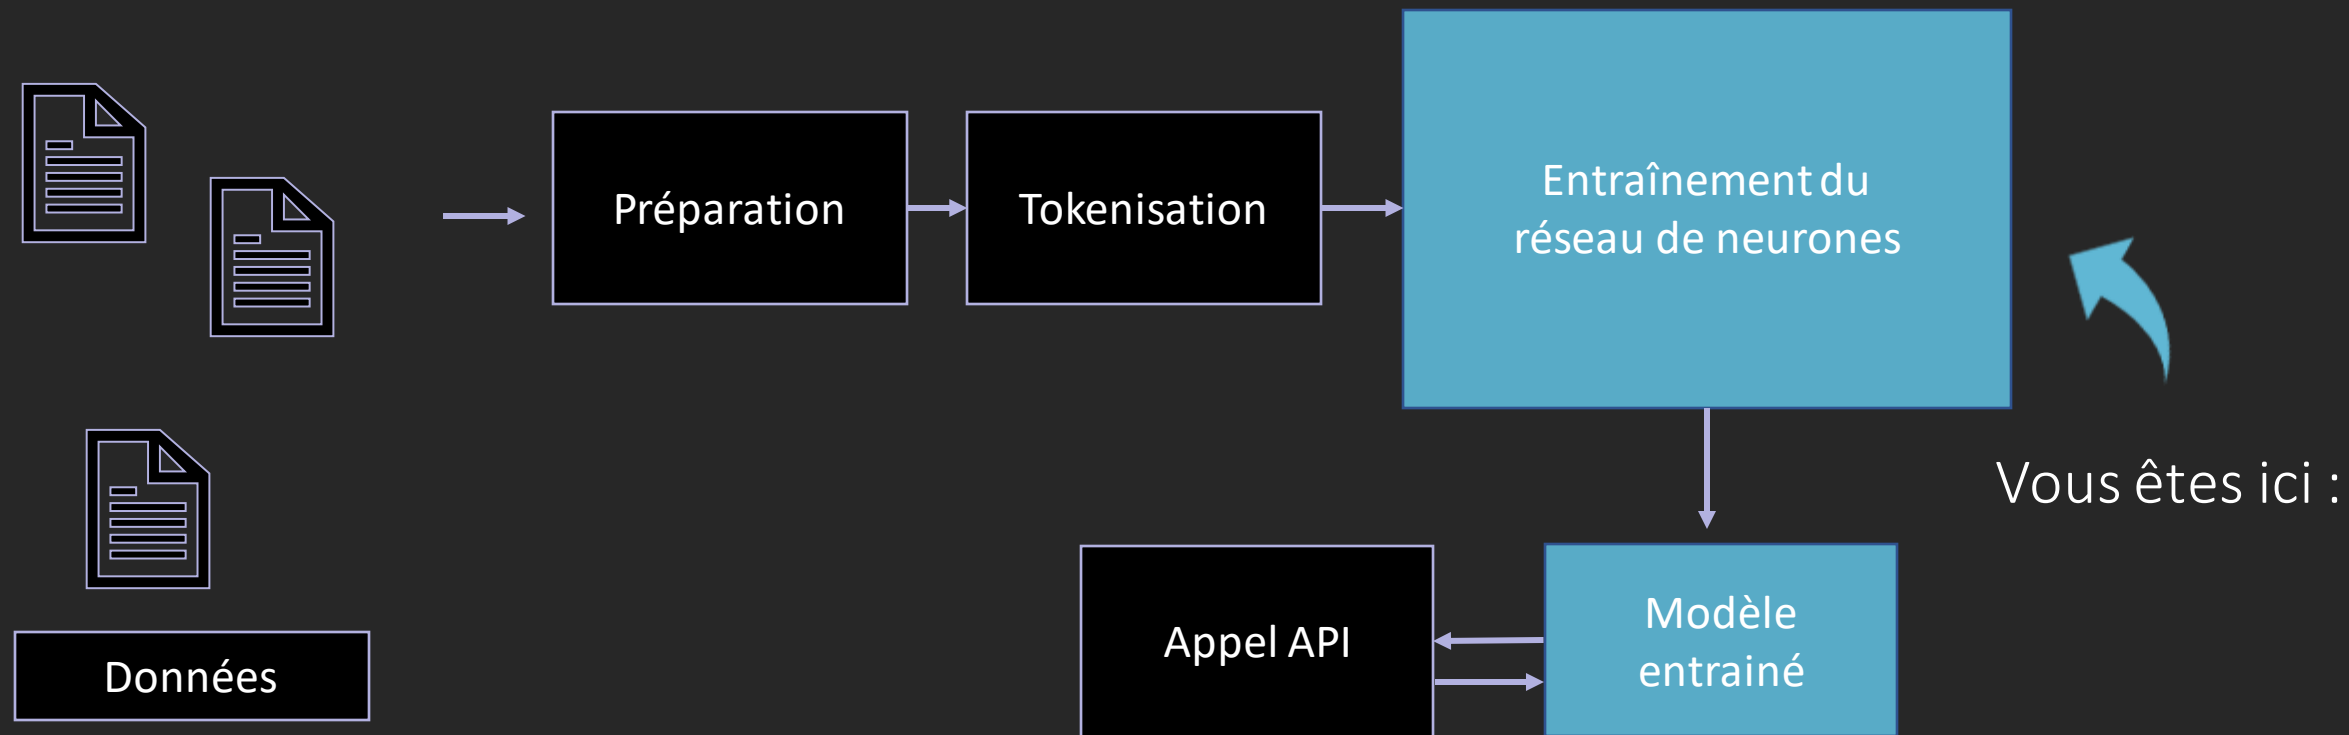 Préparation
Tokenisation
Entraînement du
réseau de neurones
Vous êtes ici :
Données
Appel API
Modèle
entrainé